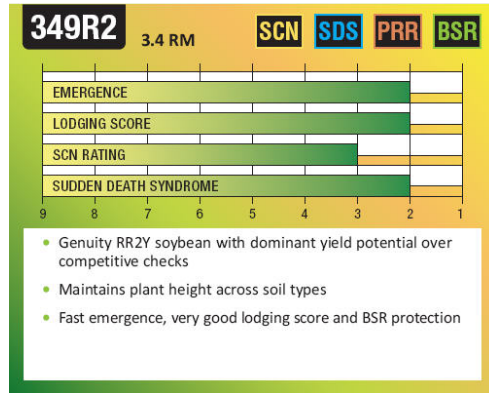 349R2 3.4 RM SCN SDS PRR BSR
EMERGENCE
LODGING SCORE
SCN RATING
SUDDEN DEATH SYNDROME
9 8 7 6 5 4 3 2 1
• Genuity RR2Y soybean with dominant yield potential over
competitive checks
• Maintains plant height across soil types
• Fast emergence, very good lodging score and BSR protection